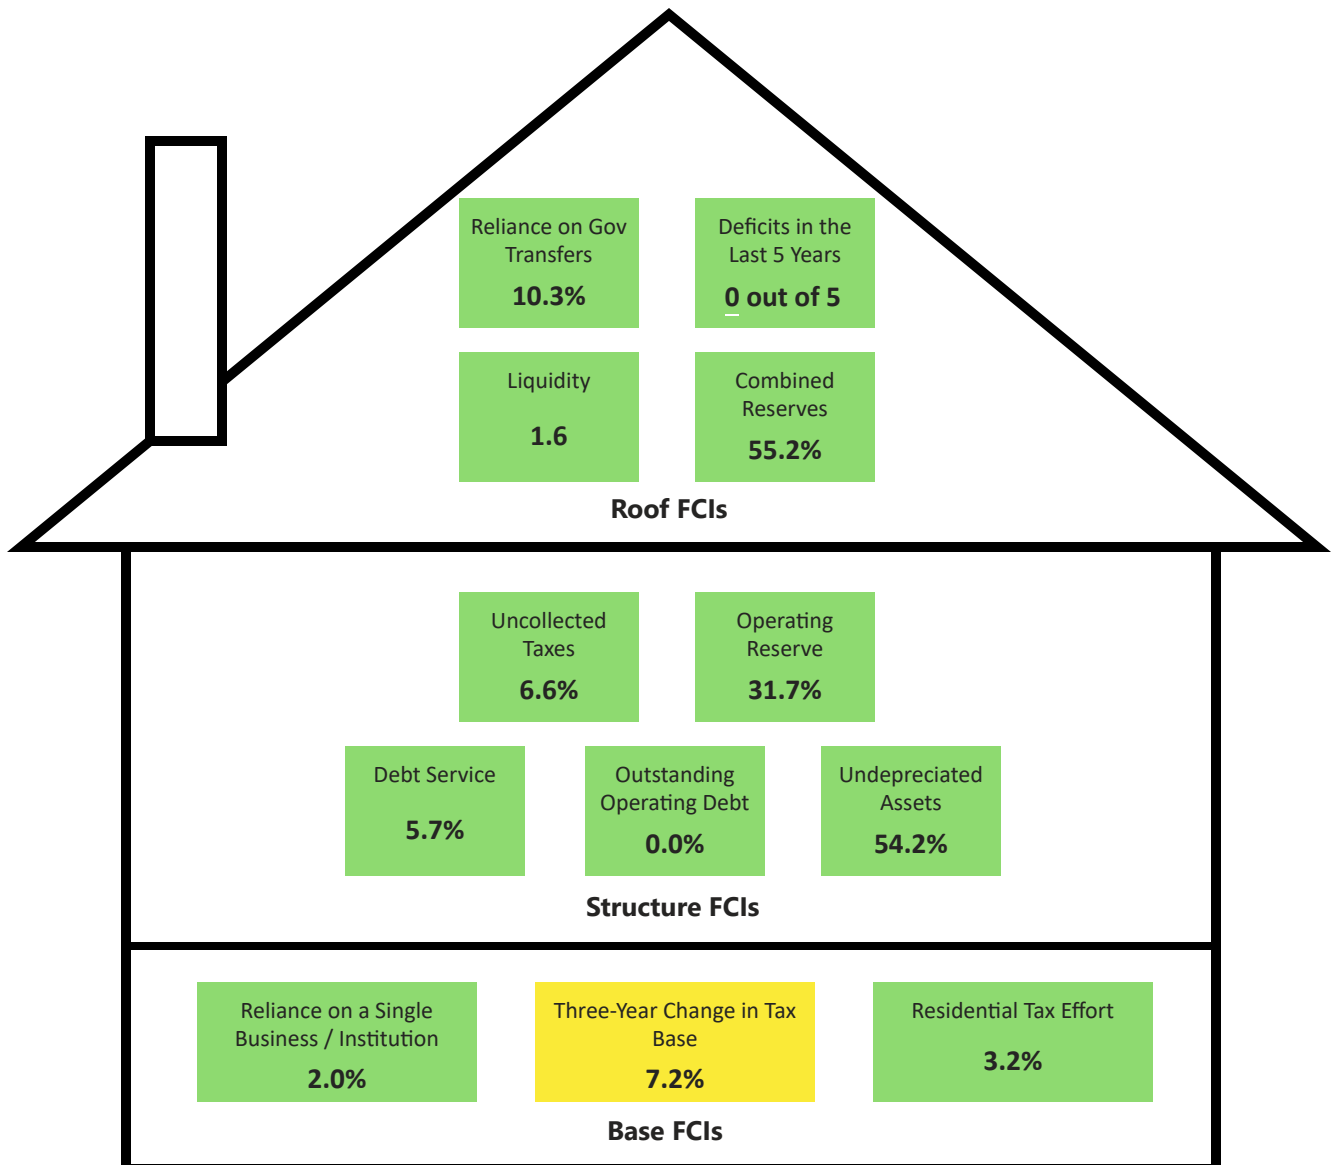 Reliance on Gov
Transfers
10.3%
Deficits in the
Last 5 Years
0 out of 5
Liquidity
1.6
Combined
Reserves
55.2%
Roof FCIs
Uncollected
Taxes
6.6%
Operating
Reserve
31.7%
Debt Service
5.7%
Outstanding
Operating Debt
0.0%
Undepreciated
Assets
54.2%
Structure FCIs
Reliance on a Single
Business / Institution
2.0%
Three-Year Change in Tax
Base
7.2%
Residential Tax Effort
3.2%
Base FCIs